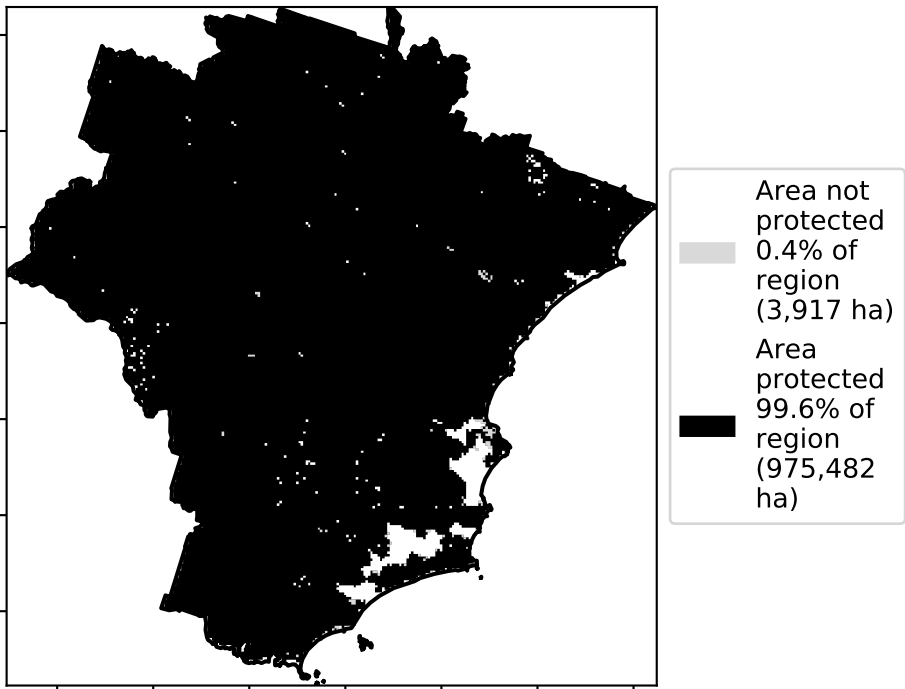 Area not
protected
0.4% of
region
(3,917 ha)
Area
protected
99.6% of
region
(975,482
ha)